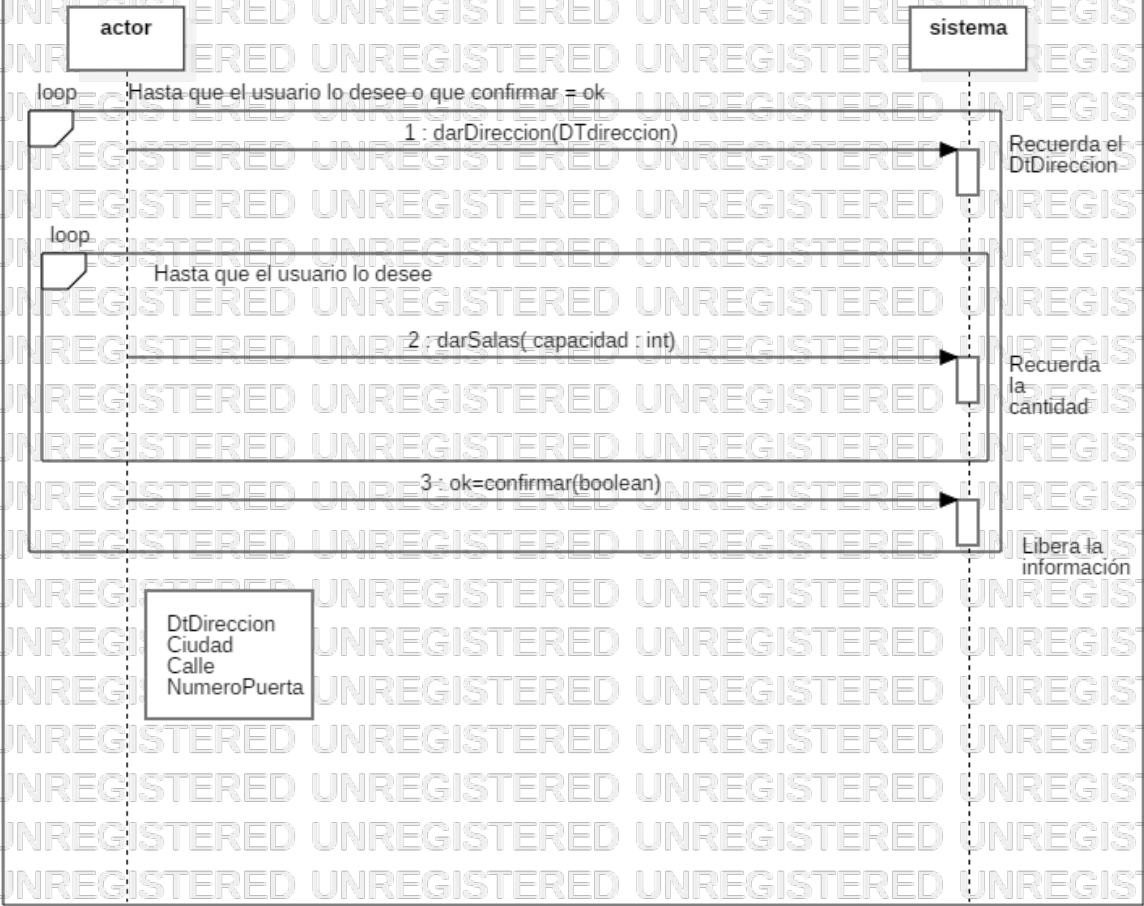 actor
sistema
loop
Hasta que el usuario lo desee o que confirmar = ok
1 : darDireccion(DTdireccion)
Recuerda el
DtDireccion
loop
Hasta que el usuario lo desee
2 : darSalas( capacidad : int)
Recuerda
la
cantidad
3 : ok=confirmar(boolean)
Libera la
información
DtDireccion
Ciudad
Calle
NumeroPuerta
UNREGISTERED